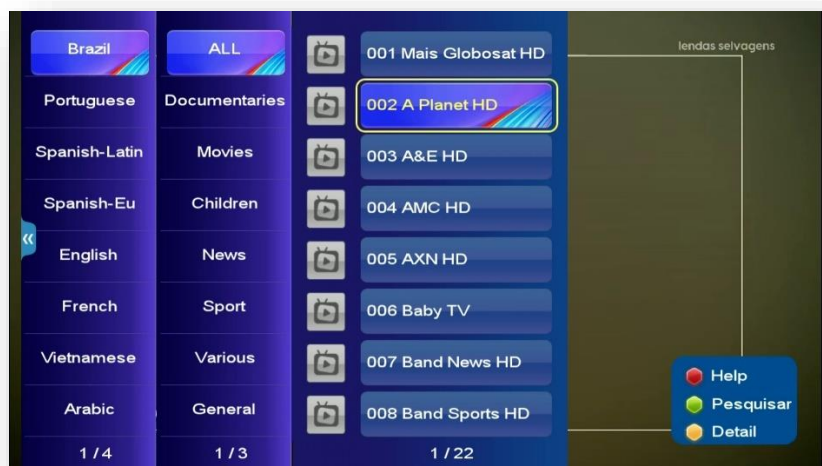 Brazil
Portuguese
Spanish-Latin
Spanish-Eu
English
French
Vietnamese
Arabic
1/4
ALL
Documentaries
Movies
Children
News
Sport
Various
General
1/3
001 Mais Globosat HD
002 A Planet HD
003 A&E HD
004 AMC HD
005 AXN HD
006 Baby TV
007 Band News HD
008 Band Sports HD
1/22
lendas selvagens
Help
Pesquisar
Detail